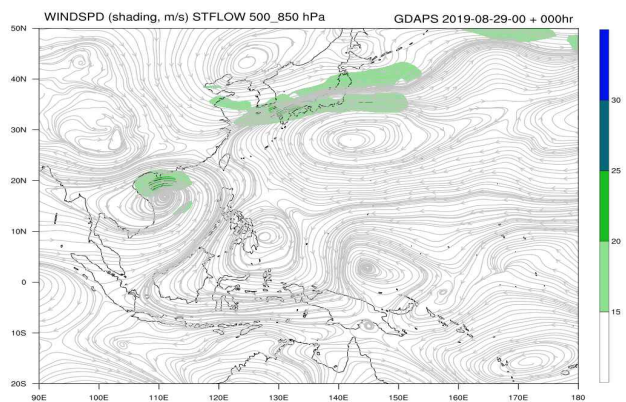 WINDSPD (shading, m/s) STFLOW 500_850 hPa GDAPS 2019-08-29-00 + 000hr
50N
40N
30N
20N
10N
0
10S
20S
90E 100E 110E 120E 130E 140E 150E 160E 170E 180
30
25
20
15